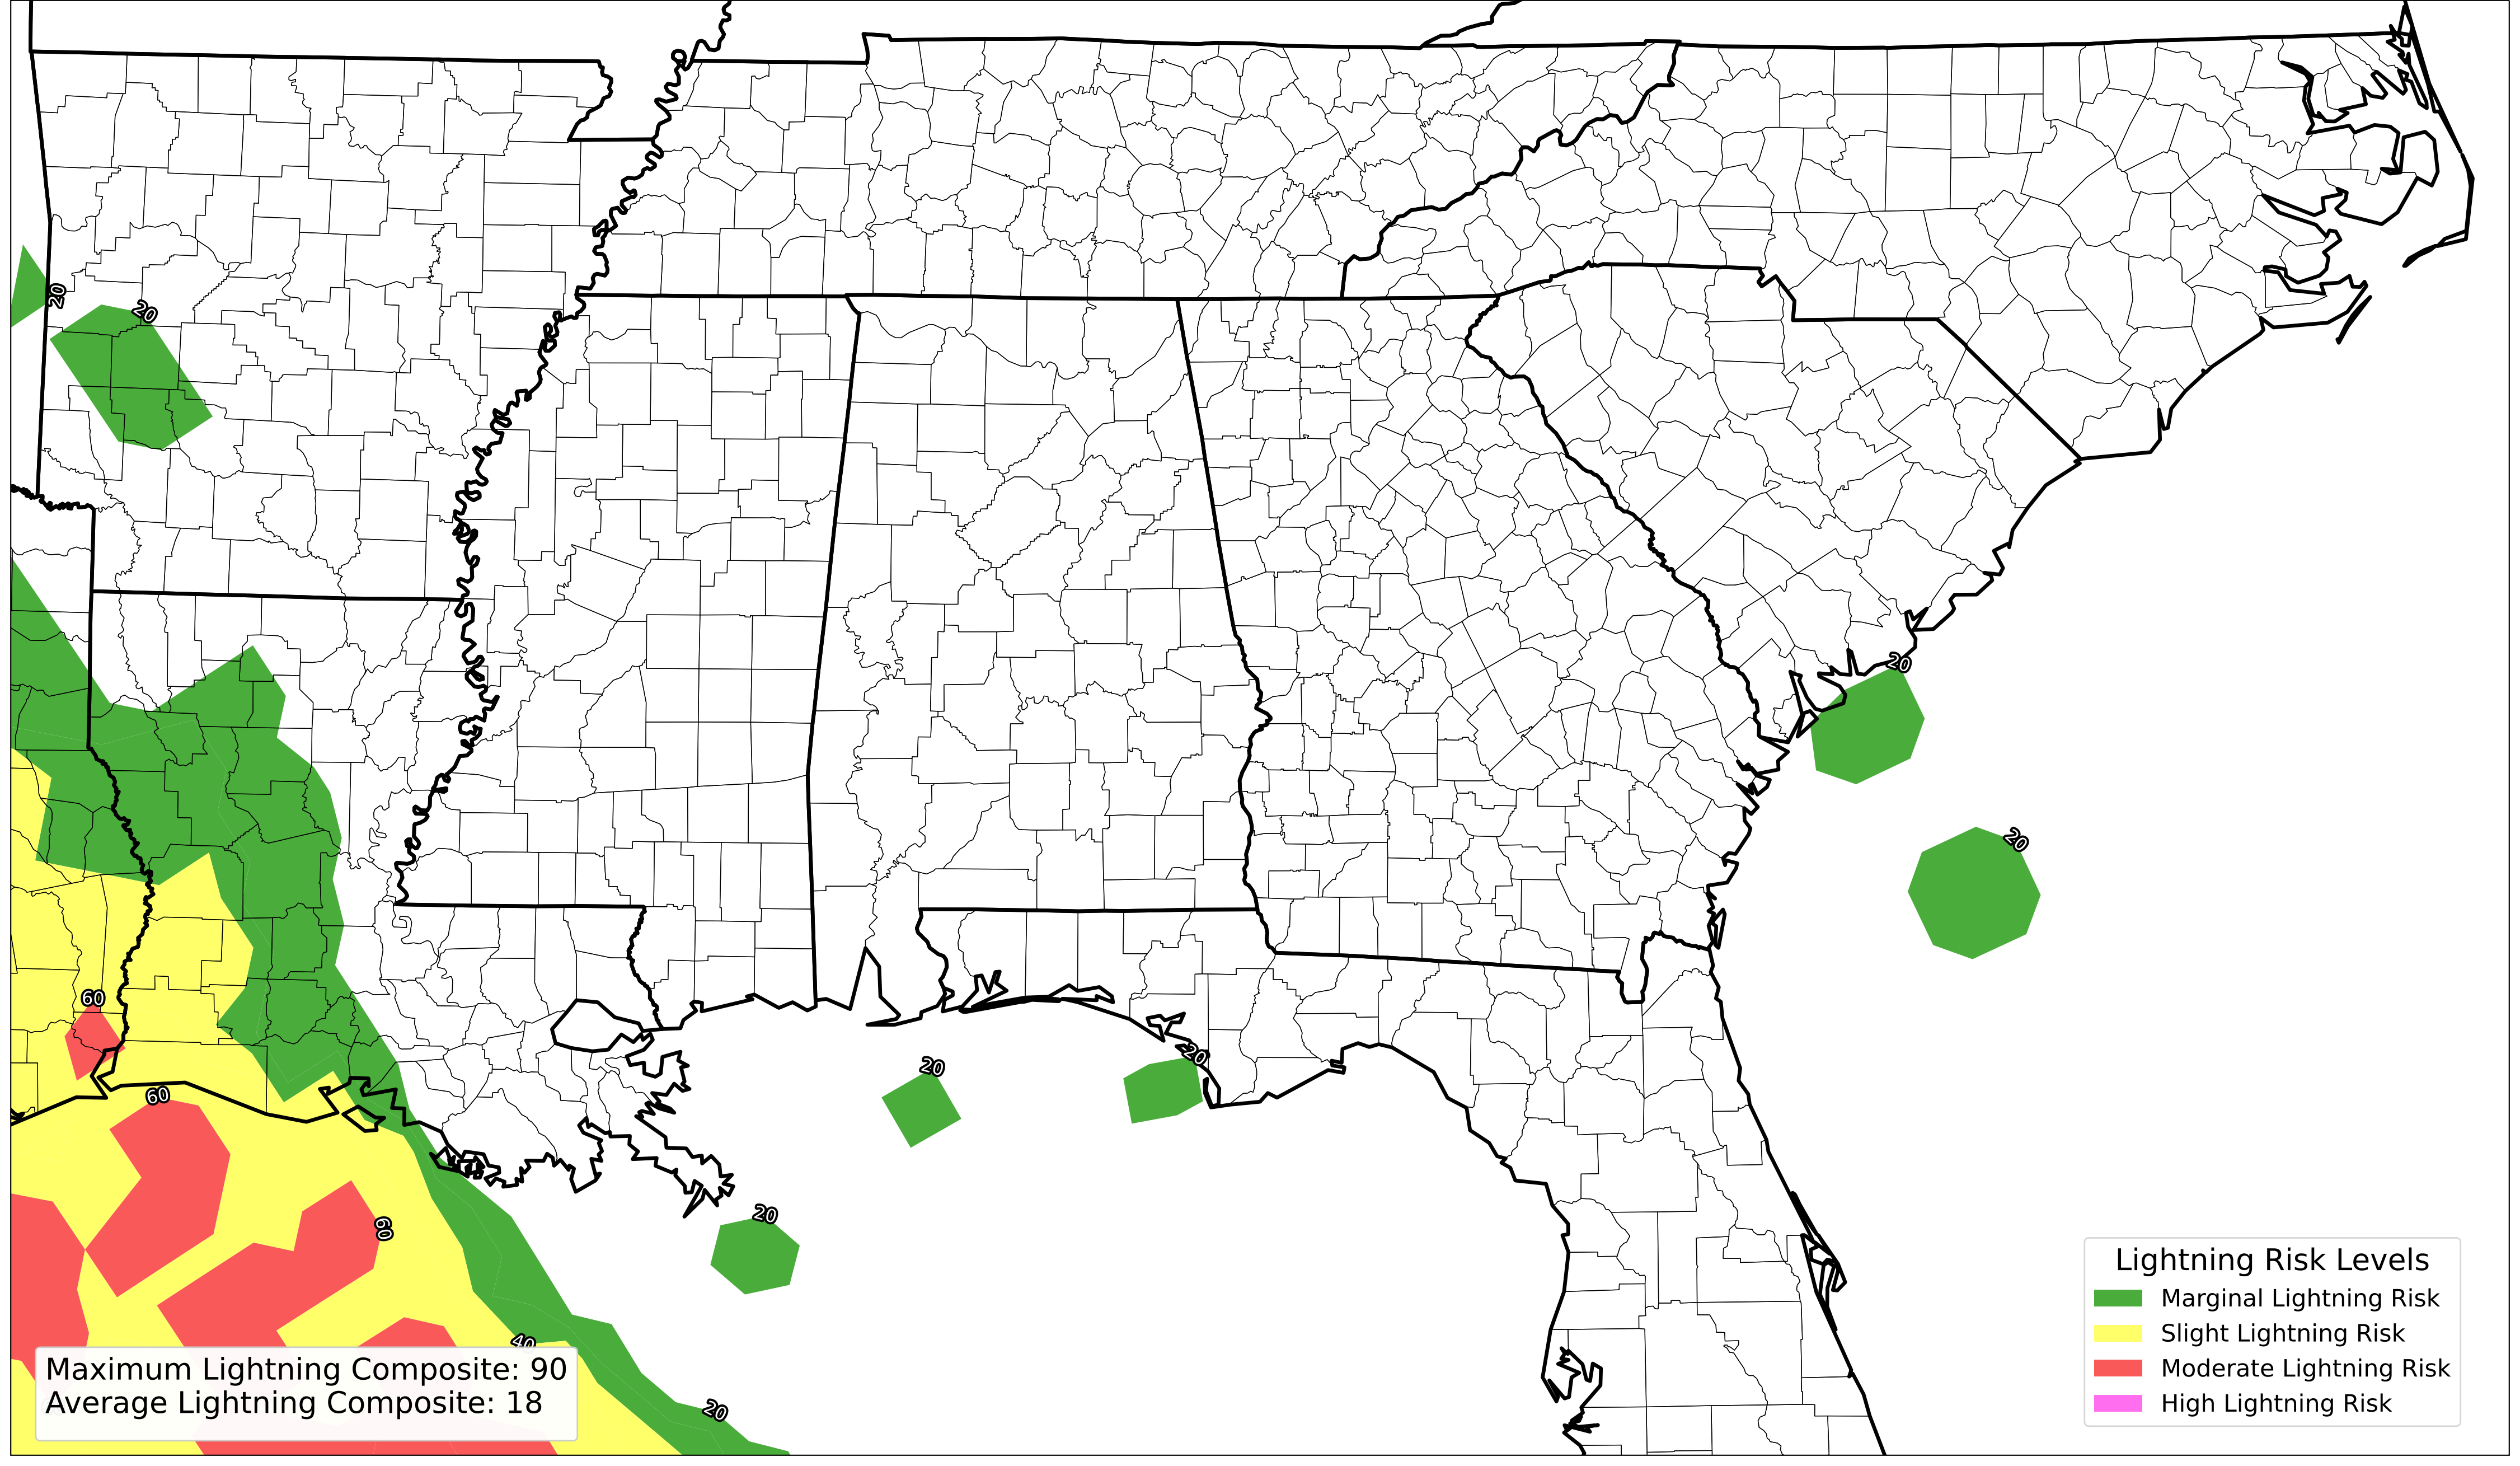 20
20
20
20
60
60
20
20
20
60
40
20
Lightning Risk Levels
Marginal Lightning Risk
Slight Lightning Risk
Moderate Lightning Risk
High Lightning Risk
Maximum Lightning Composite: 90
Average Lightning Composite: 18